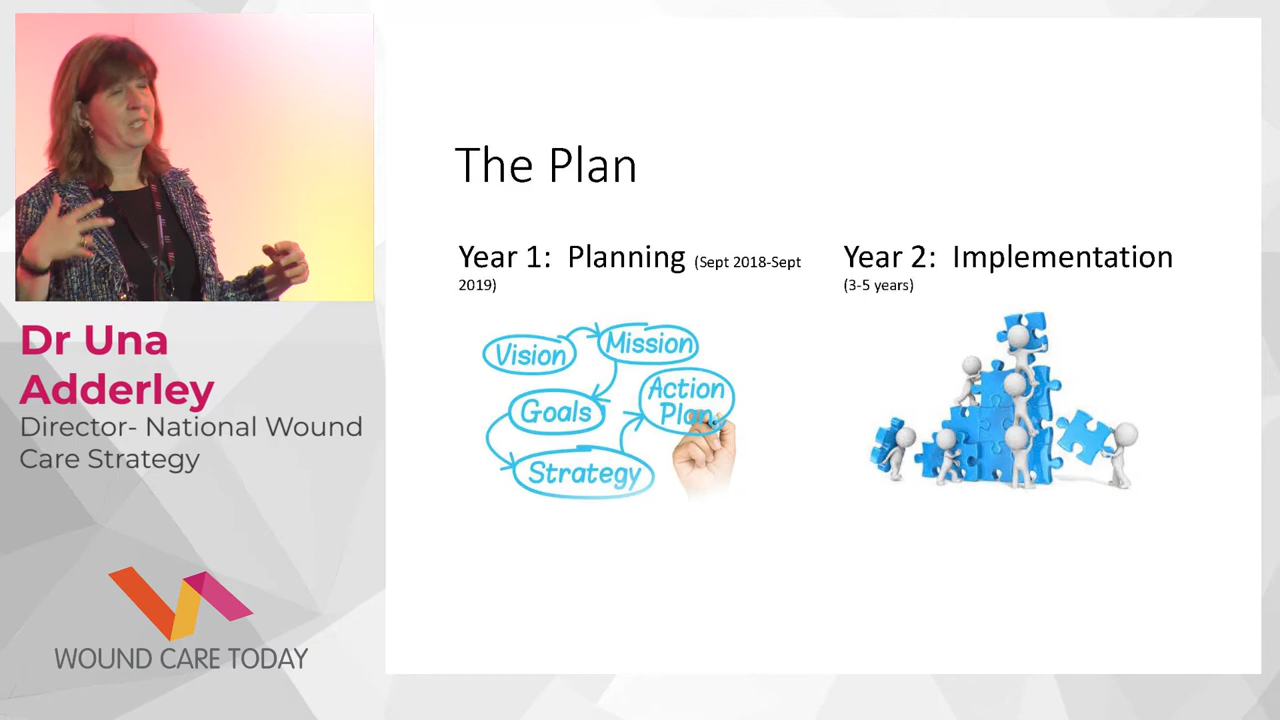 Dr Una
Adderley
Director- National Wound
Care Strategy
WOUND CARE TODAY
The Plan
Year 1:  Planning (Sept 2018-Sept
2019)
Vision
Mission
Goals
Action
Plan
Strategy
Year 2:  Implementation
(3-5 years)